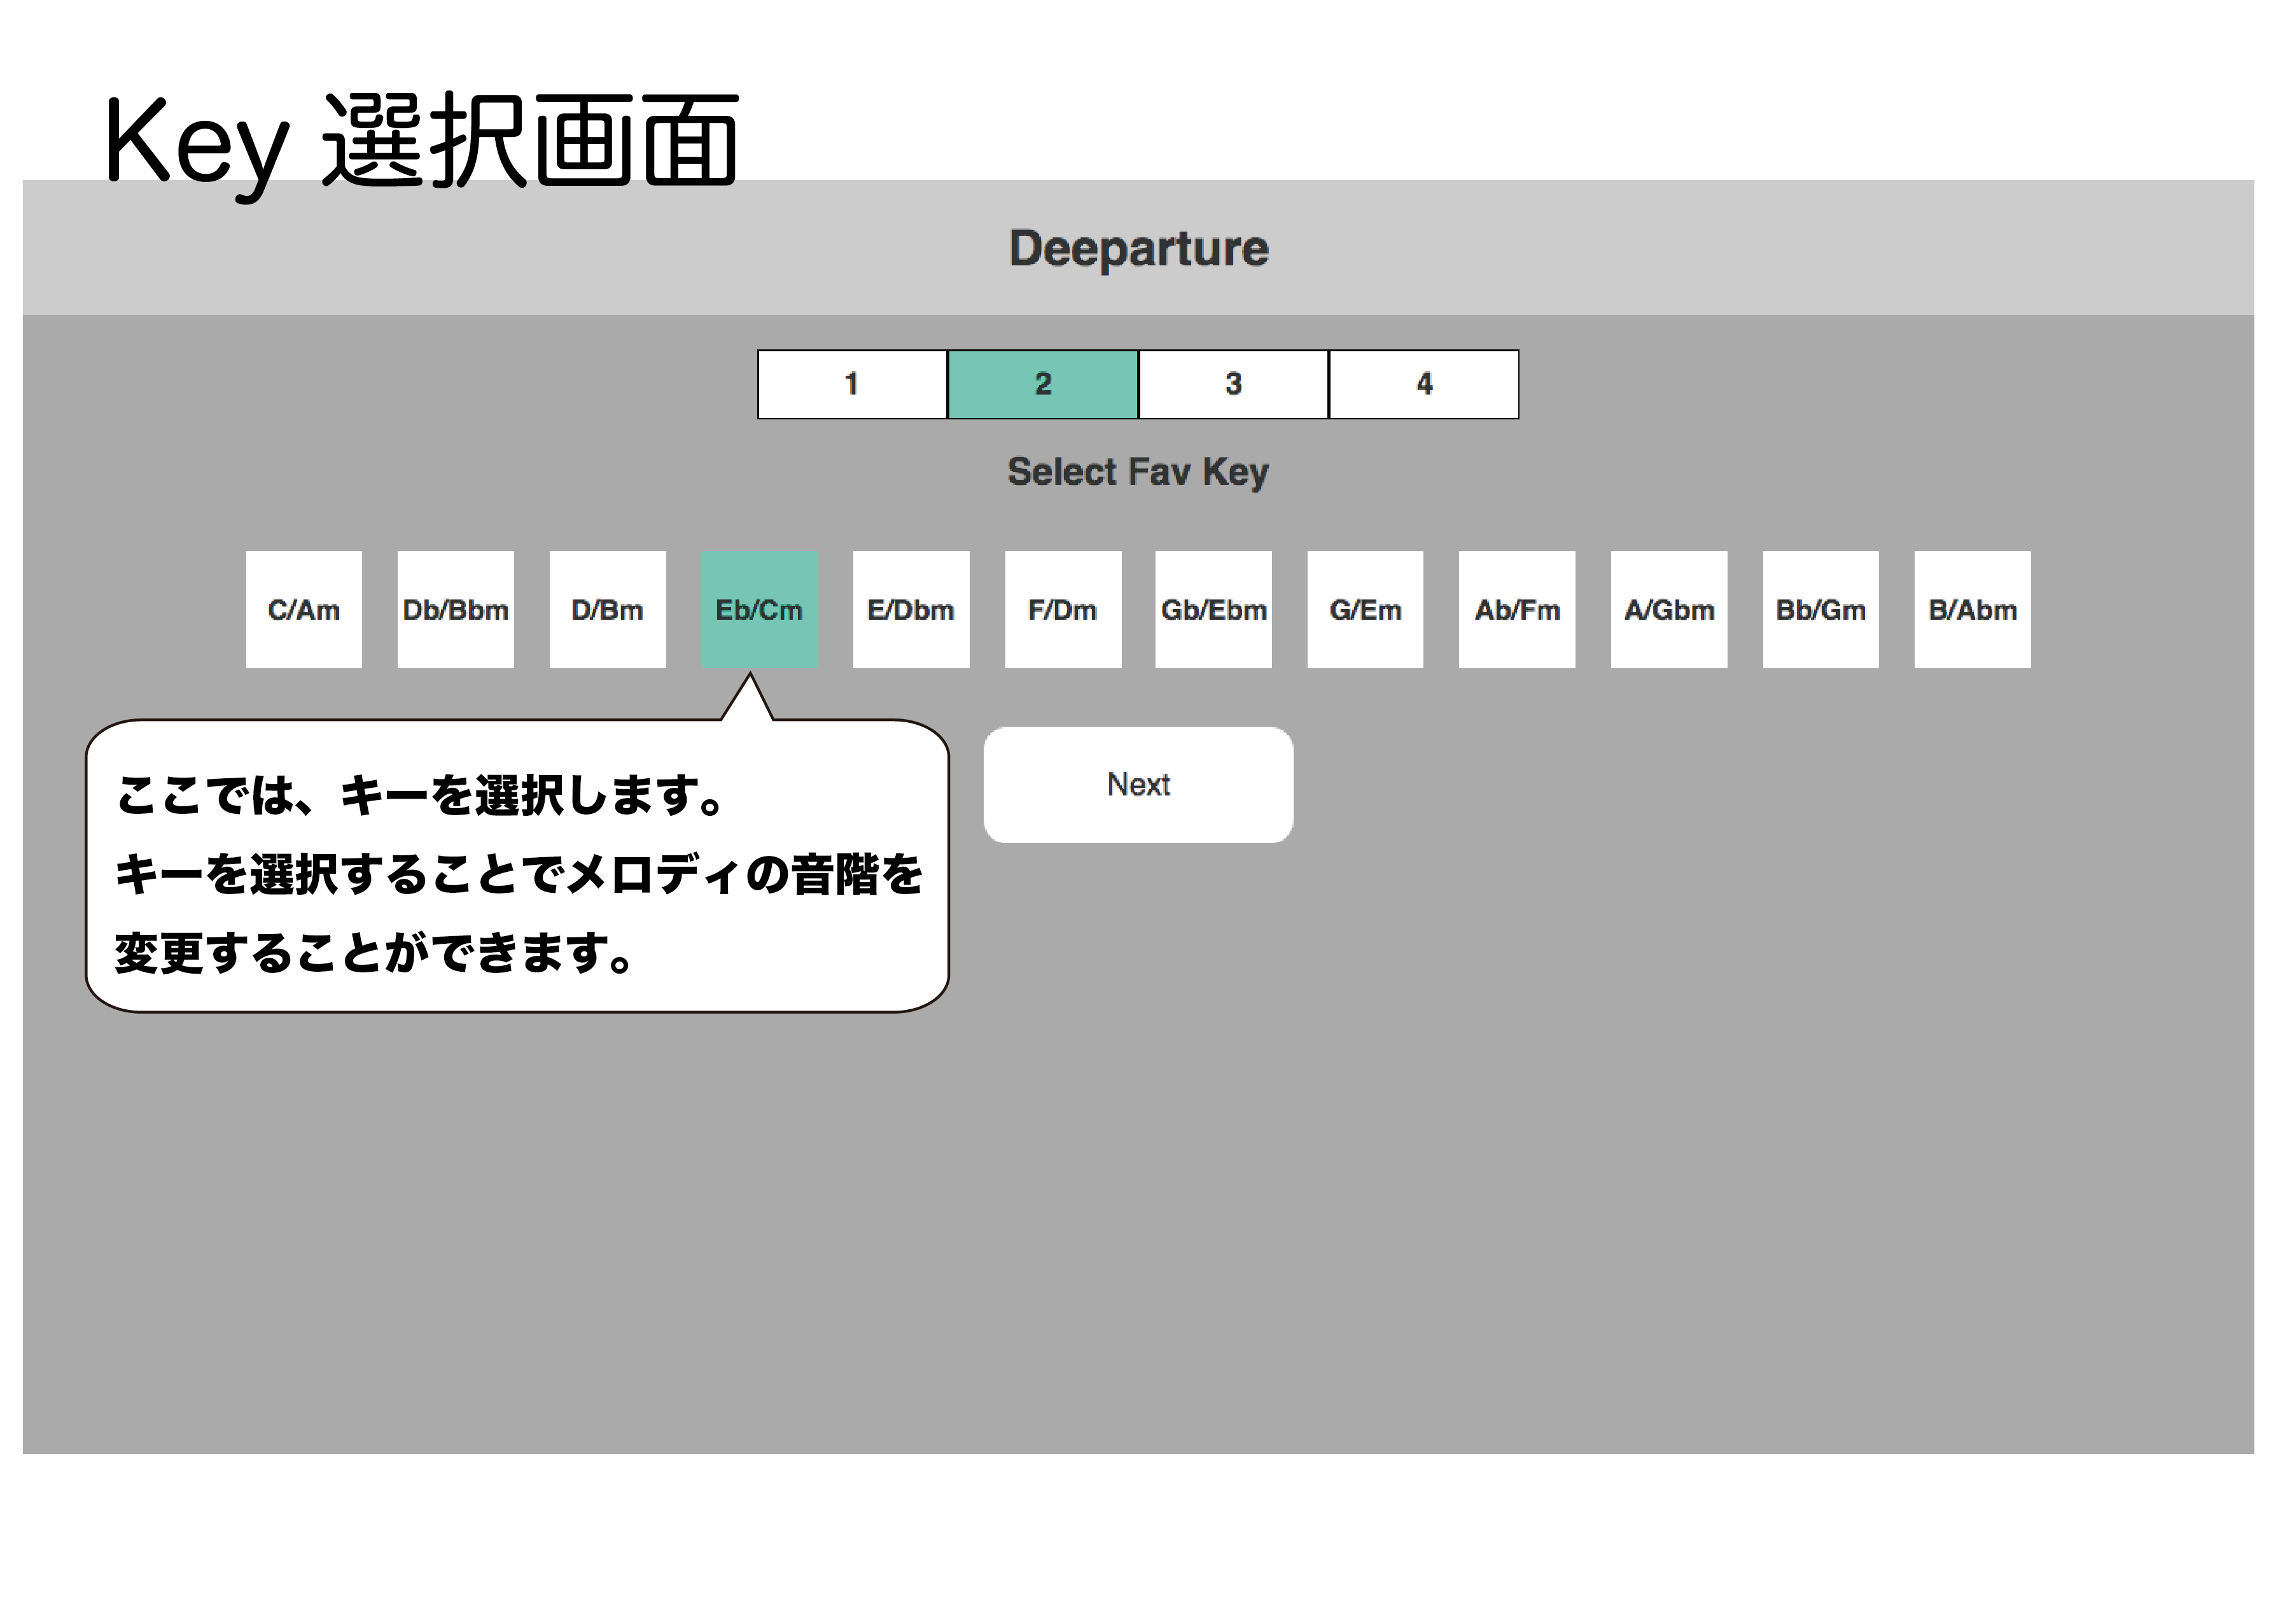 Key 選択画面
Deeparture
1 2 3 4
Select Fav Key
C/Am Db/Bbm D/Bm Eb/Cm E/Dbm F/Dm Gb/Ebm G/Em Ab/Fm A/Gbm Bb/Gm B/Abm
ここでは、キーを選択します。
キーを選択することでメロディの音階を
変更することができます。
Next